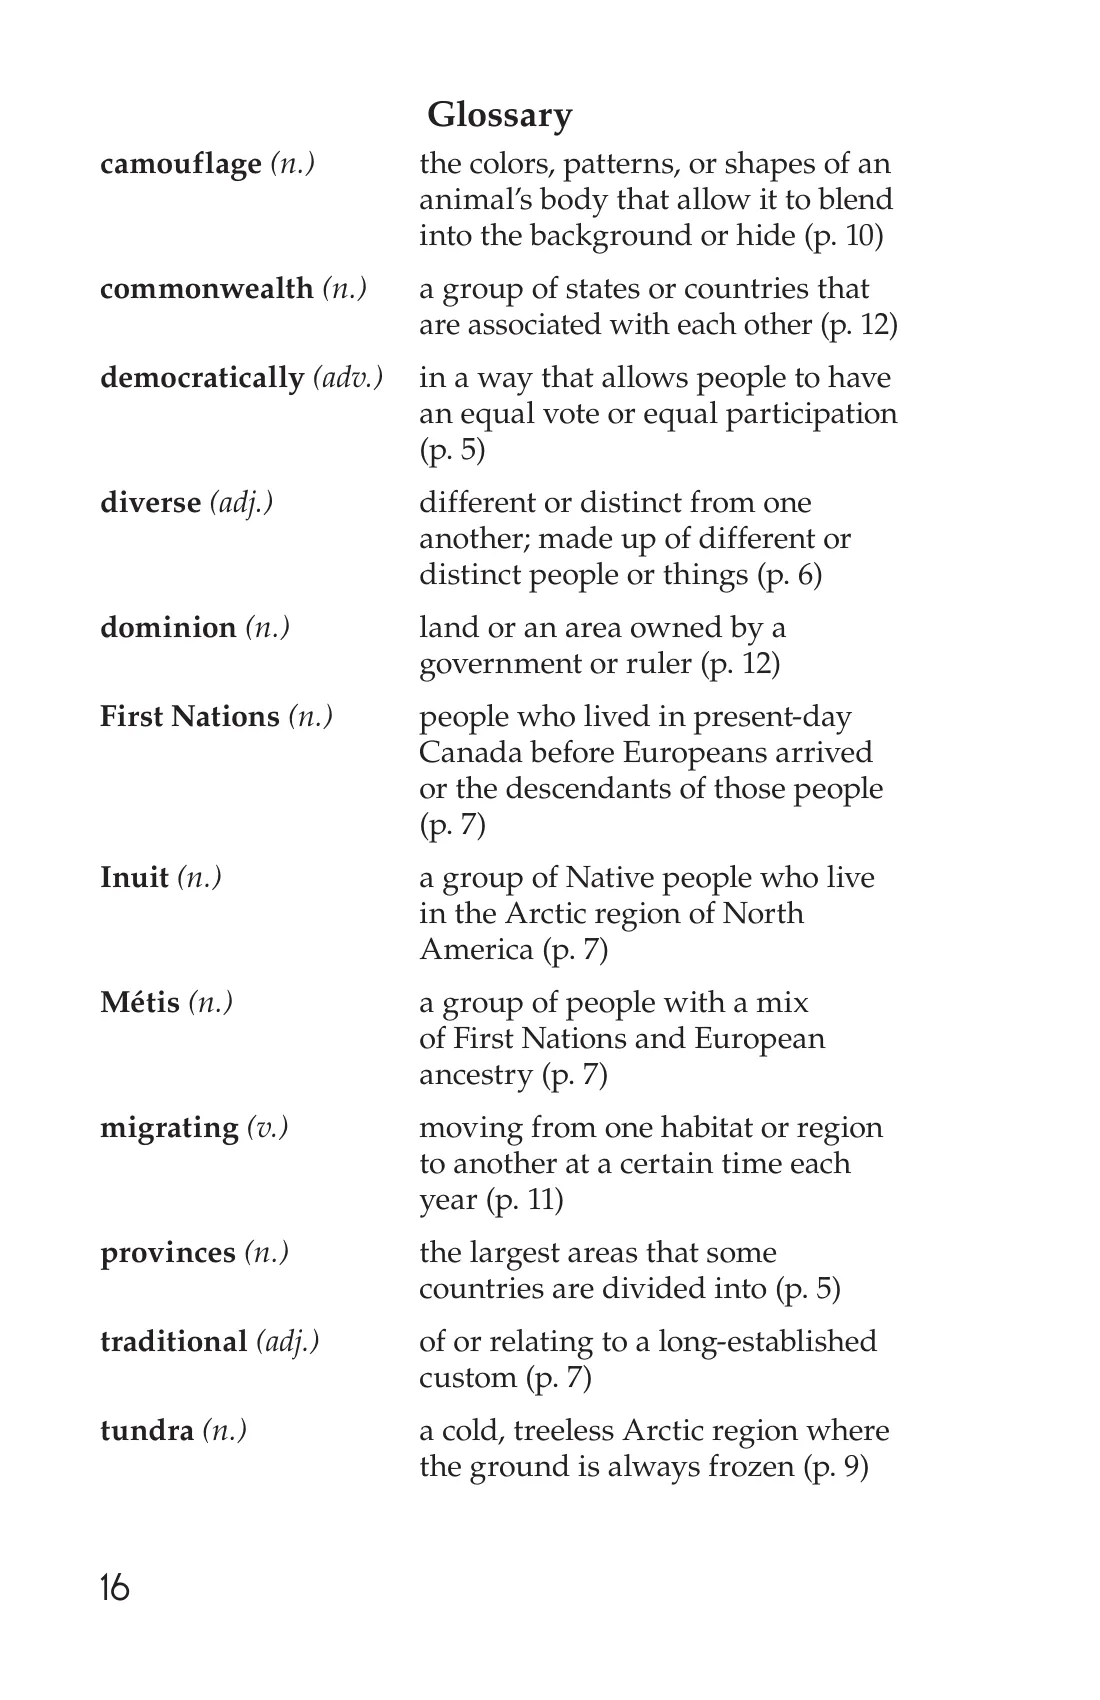 Glossary
camouflage (n.) the colors, patterns, or shapes of an
animal’s body that allow it to blend
into the background or hide (p. 10)
commonwealth (n.) a group of states or countries that
are associated with each other (p. 12)
democratically (adv.) in a way that allows people to have
an equal vote or equal participation
(p. 5)
diverse (adj.) different or distinct from one
another; made up of different or
distinct people or things (p. 6)
dominion (n.) land or an area owned by a
government or ruler (p. 12)
First Nations (n.) people who lived in present-day
Canada before Europeans arrived
or the descendants of those people
(p. 7)
Inuit (n.) a group of Native people who live
in the Arctic region of North
America (p. 7)
Métis (n.) a group of people with a mix
of First Nations and European
ancestry (p. 7)
migrating (v.) moving from one habitat or region
to another at a certain time each
year (p. 11)
provinces (n.) the largest areas that some
countries are divided into (p. 5)
traditional (adj.) of or relating to a long-established
custom (p. 7)
tundra (n.) a cold, treeless Arctic region where
the ground is always frozen (p. 9)
16